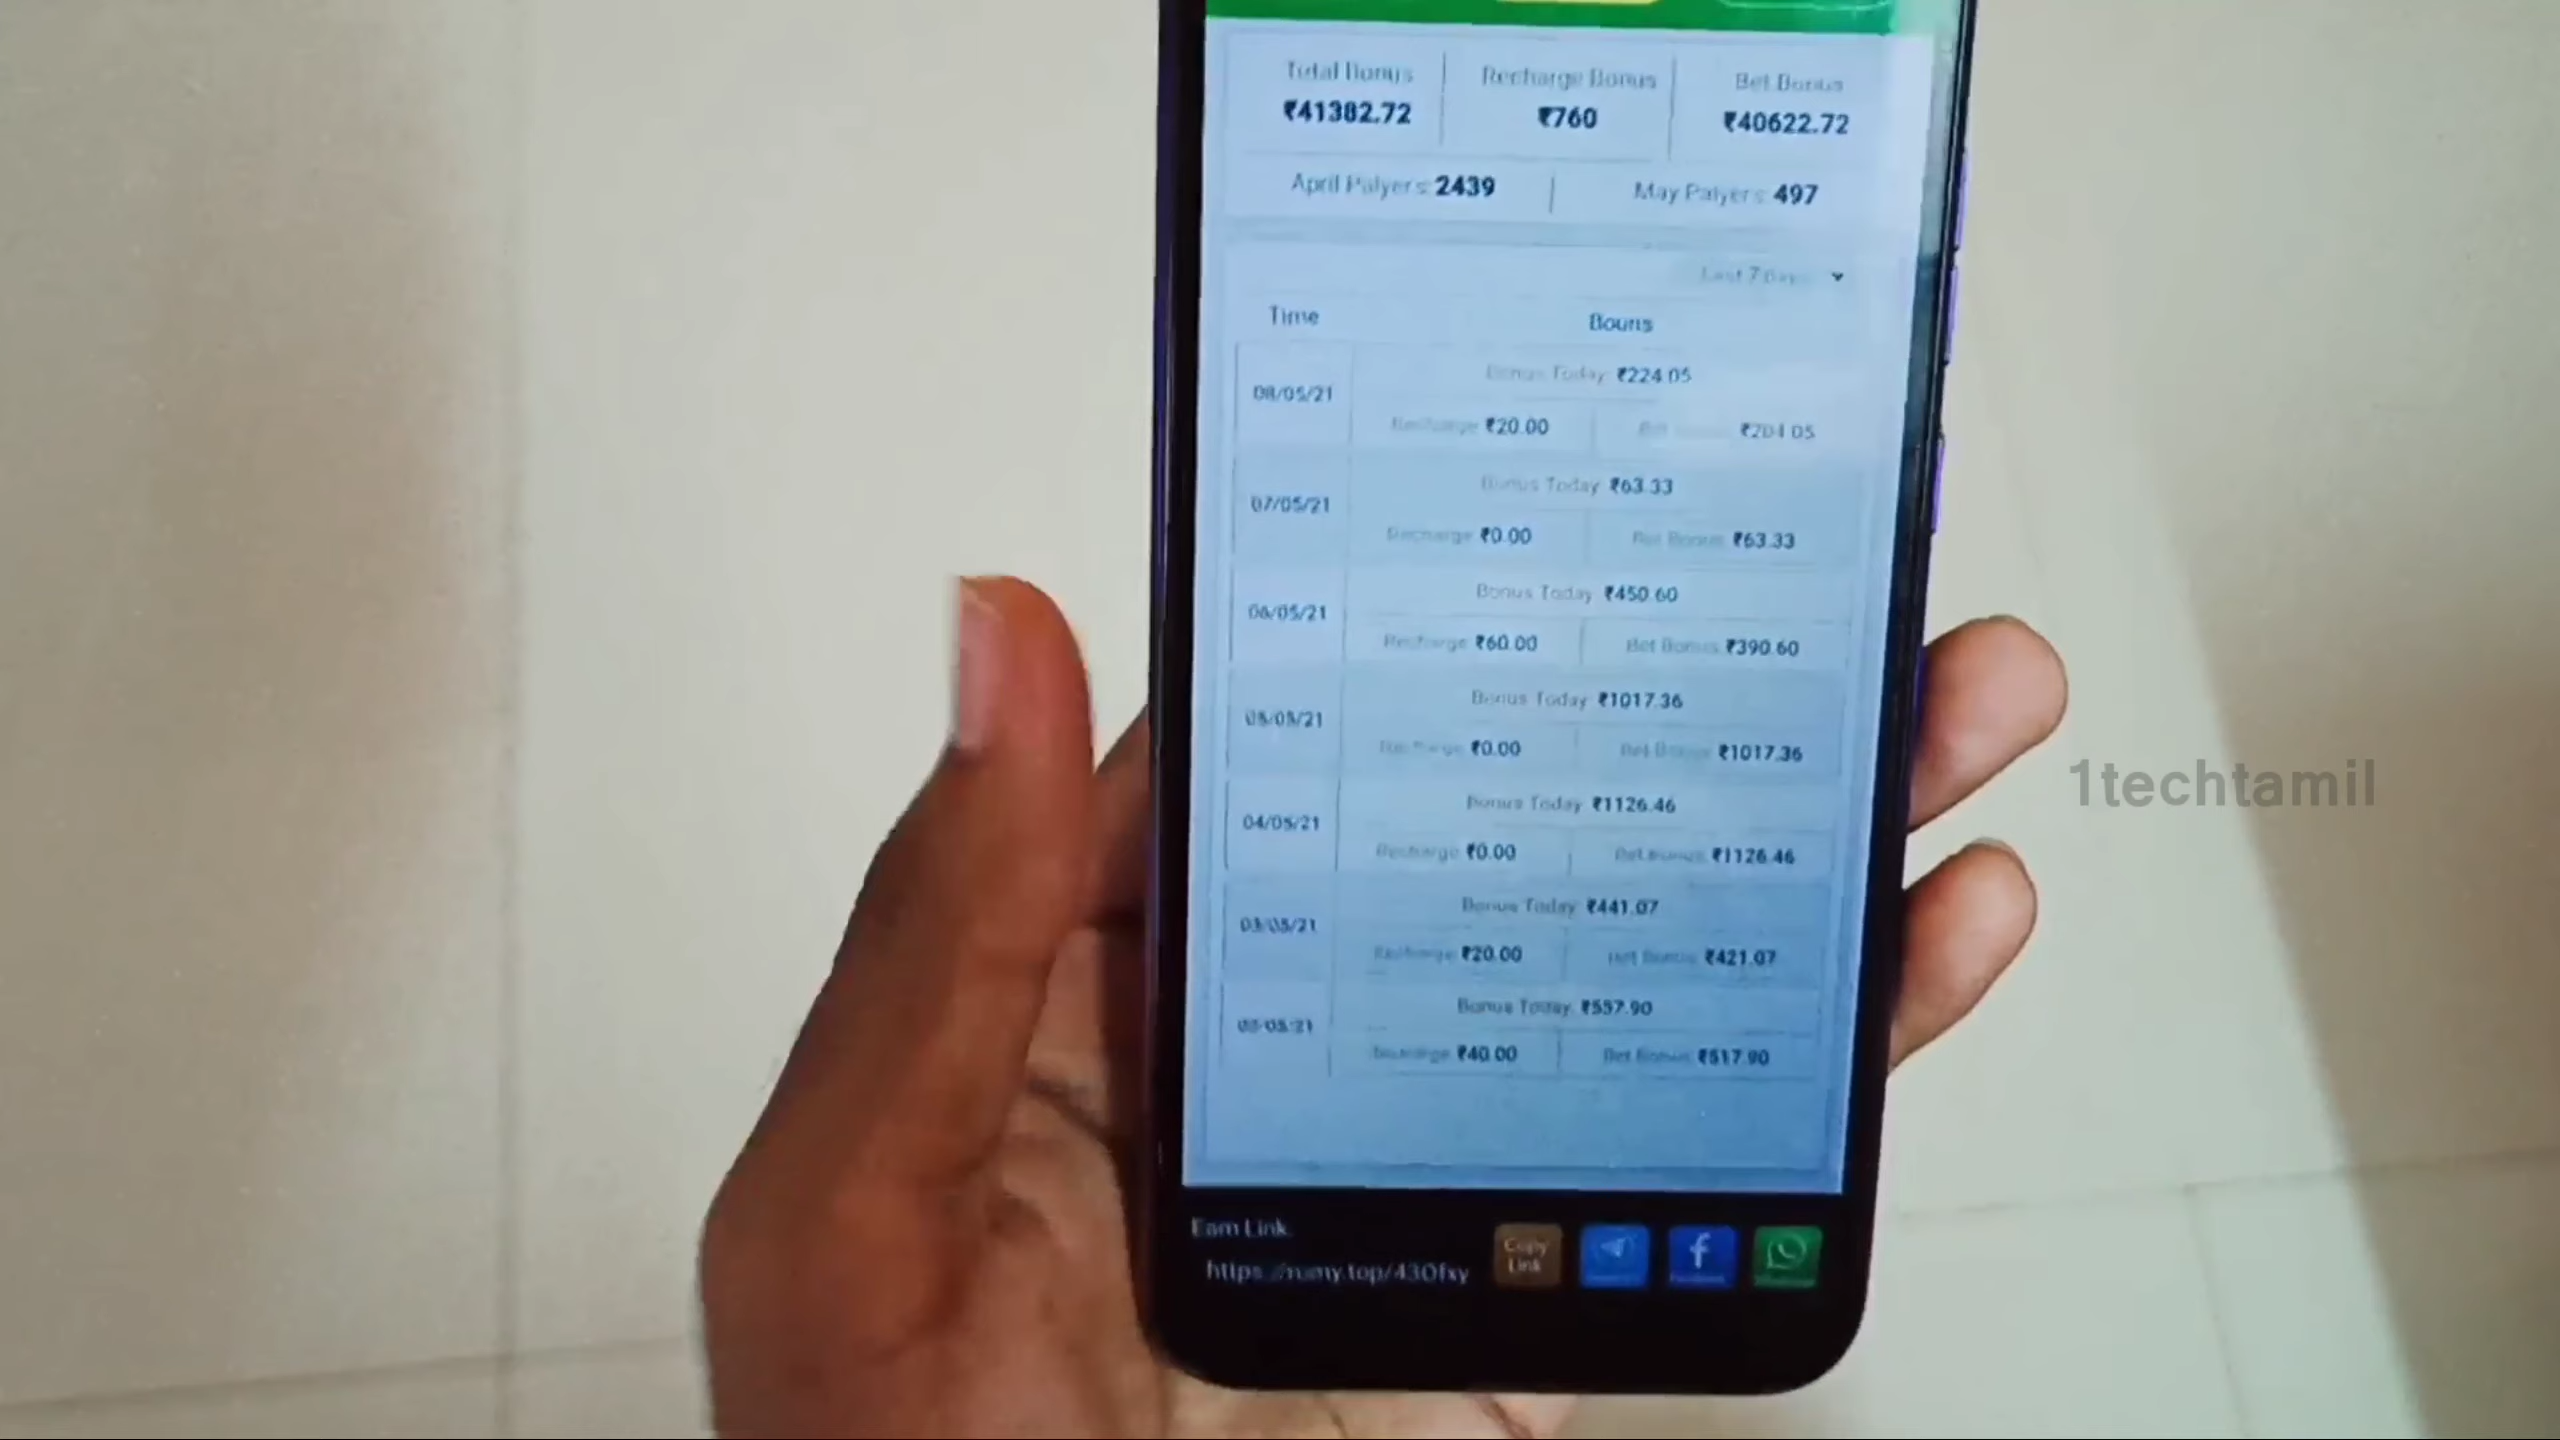 Total Bonus Recharge Bonus Bet Bonus
₹41382.72 ₹760 ₹40622.72
April Palyers: 2439 May Palyers: 497
Last 7 Days
Time Bouns
Bonus Today: ₹224.05
08/05/21
Recharge ₹20.00 Bet ₹204.05
Bonus Today: ₹63.33
07/05/21
Recharge ₹0.00 Bet Bonus ₹63.33
Bonus Today: ₹450.60
06/05/21
Recharge ₹60.00 Bet Bonus ₹390.60
Bonus Today: ₹1017.36
05/05/21
Recharge ₹0.00 Bet Bonus ₹1017.36
Bonus Today: ₹1126.46
04/05/21
Recharge ₹0.00 Bet Bonus ₹1126.46
Bonus Today: ₹441.07
03/05/21
Recharge ₹20.00 Bet Bonus ₹421.07
Bonus Today: ₹557.90
02/05/21
Recharge ₹40.00 Bet Bonus ₹517.90
Earn Link:
Copy Link
https://rumy.top/43Ofxy
1techtamil